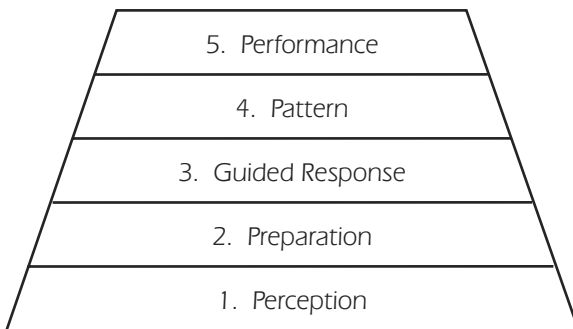 5. Performance
4. Pattern
3. Guided Response
2. Preparation
1. Perception